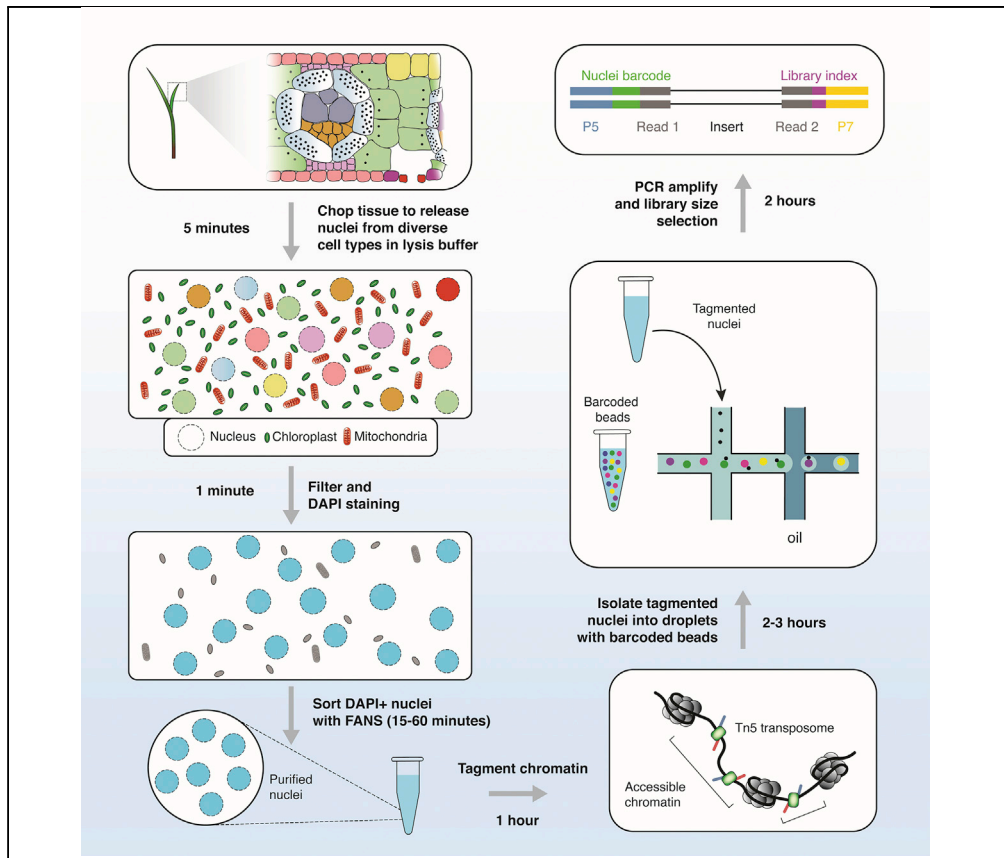 5 minutes
Chop tissue to release
nuclei from diverse
cell types in lysis buffer
Nucleus
Chloroplast
Mitochondria
1 minute
Filter and
DAPI staining
Sort DAPI+ nuclei
with FANS (15-60 minutes)
Purified
nuclei
Tagment chromatin
1 hour
Tn5 transposome
Accessible
chromatin
Isolate tagmented
nuclei into droplets
with barcoded beads
2-3 hours
Tagmented
nuclei
Barcoded
beads
oil
PCR amplify
and library size
selection
2 hours
Nuclei barcode
Library index
P5
Read 1
Insert
Read 2
P7